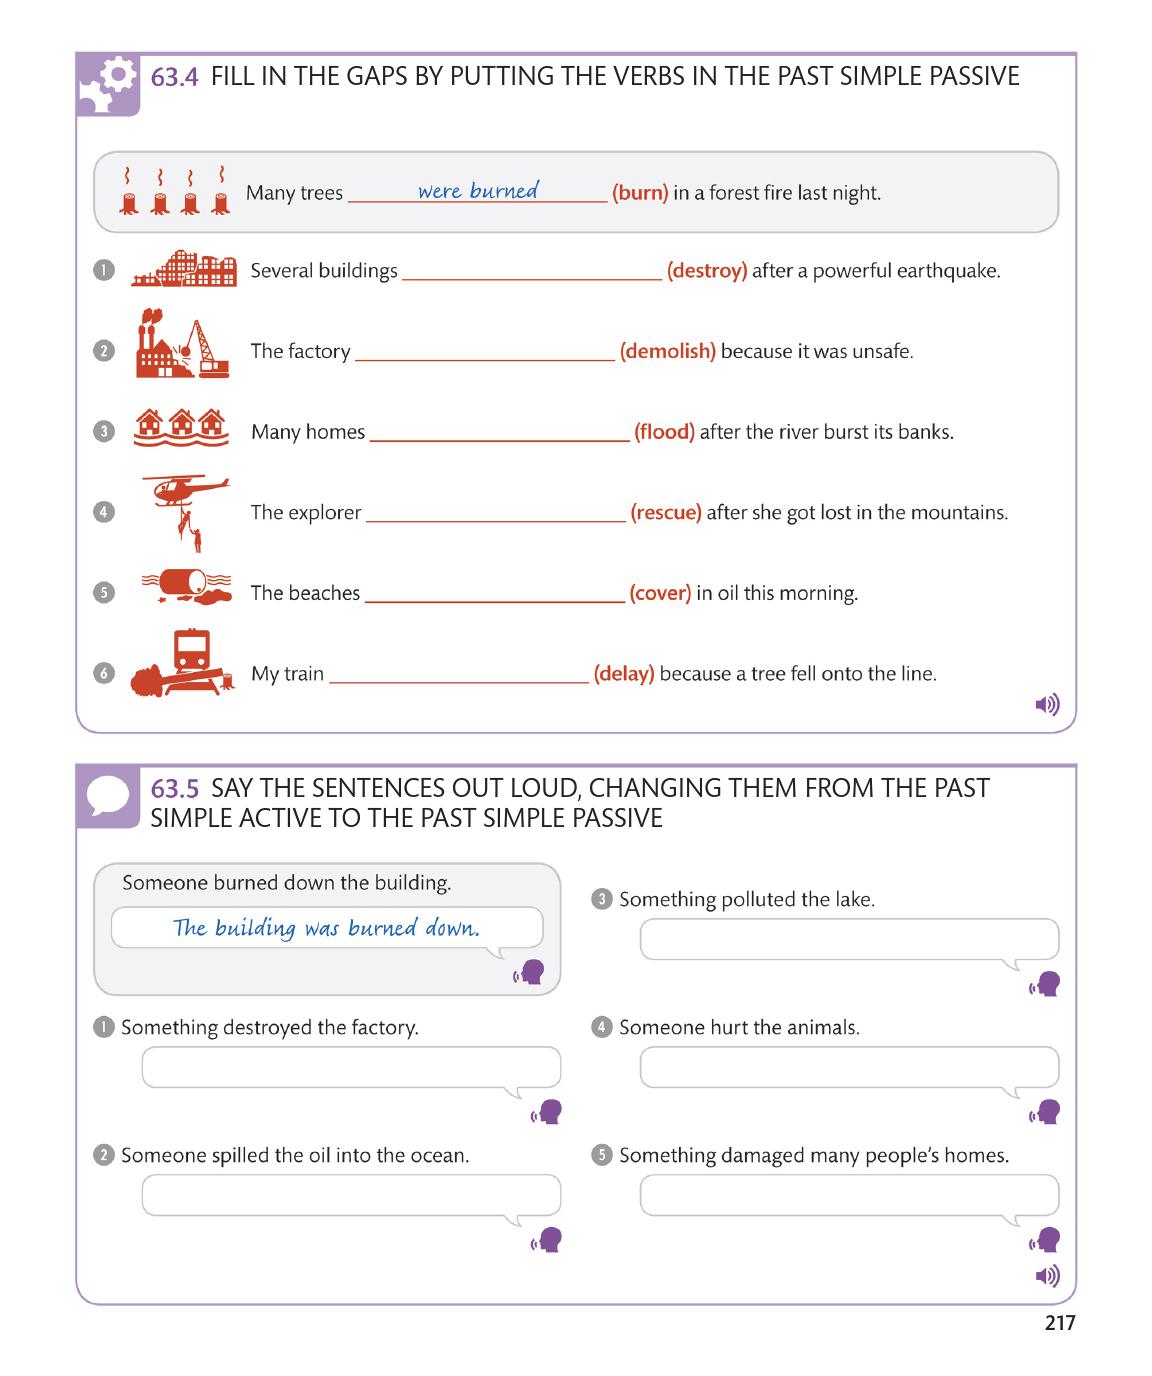 63.4 FILL IN THE GAPS BY PUTTING THE VERBS IN THE PAST SIMPLE PASSIVE
Many trees were burned (burn) in a forest fire last night.
1 Several buildings (destroy) after a powerful earthquake.
2 The factory (demolish) because it was unsafe.
3 Many homes (flood) after the river burst its banks.
4 The explorer (rescue) after she got lost in the mountains.
5 The beaches (cover) in oil this morning.
6 My train (delay) because a tree fell onto the line.
63.5 SAY THE SENTENCES OUT LOUD, CHANGING THEM FROM THE PAST
SIMPLE ACTIVE TO THE PAST SIMPLE PASSIVE
Someone burned down the building.
The building was burned down.
1 Something destroyed the factory.
2 Someone spilled the oil into the ocean.
3 Something polluted the lake.
4 Someone hurt the animals.
5 Something damaged many people's homes.
217